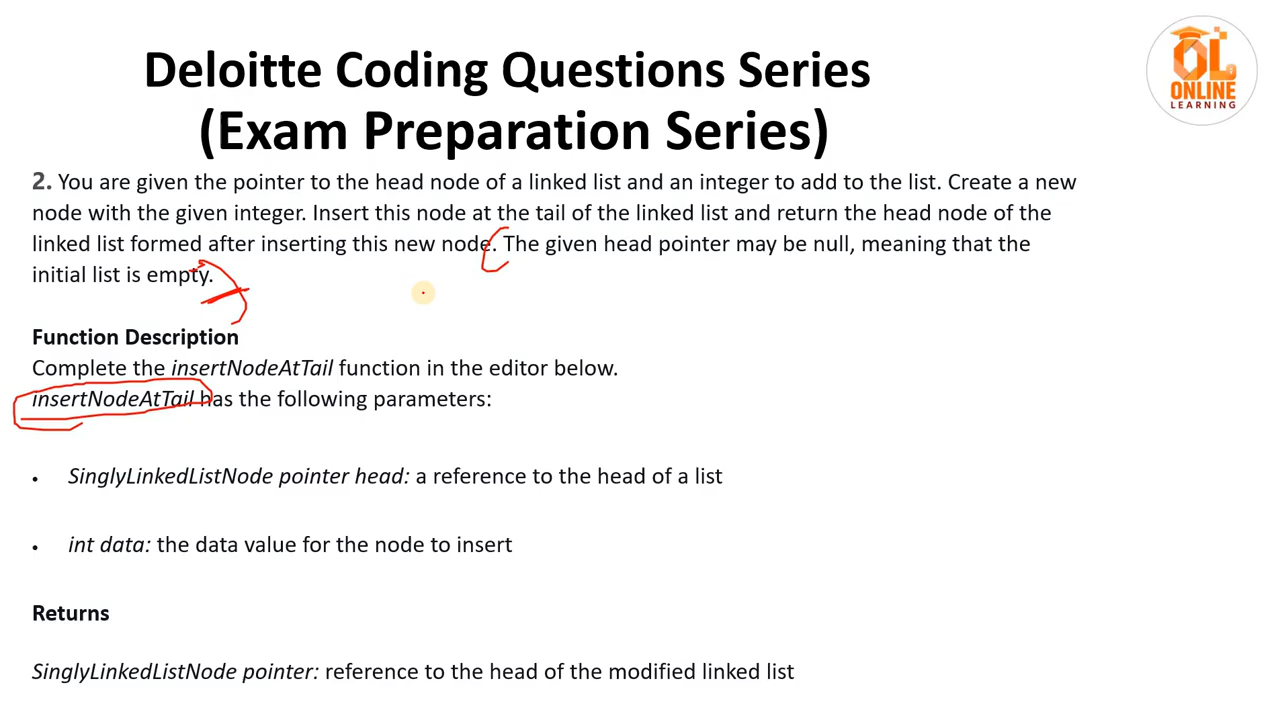 Deloitte Coding Questions Series
(Exam Preparation Series)
OL
ONLINE
LEARNING
2. You are given the pointer to the head node of a linked list and an integer to add to the list. Create a new
node with the given integer. Insert this node at the tail of the linked list and return the head node of the
linked list formed after inserting this new node. The given head pointer may be null, meaning that the
initial list is empty.
Function Description
Complete the insertNodeAtTail function in the editor below.
insertNodeAtTail has the following parameters:
• SinglyLinkedListNode pointer head: a reference to the head of a list
• int data: the data value for the node to insert
Returns
SinglyLinkedListNode pointer: reference to the head of the modified linked list